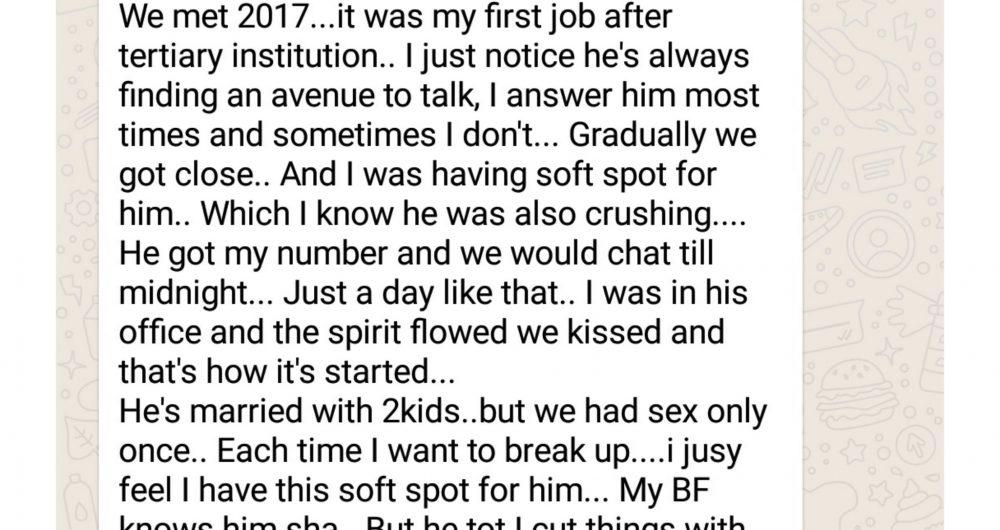 We met 2017...it was my first job after
tertiary institution.. I just notice he's always
finding an avenue to talk, I answer him most
times and sometimes I don't... Gradually we
got close.. And I was having soft spot for
him.. Which I know he was also crushing....
He got my number and we would chat till
midnight... Just a day like that.. I was in his
office and the spirit flowed we kissed and
that's how it's started...
He's married with 2kids..but we had sex only
once.. Each time I want to break up....i jusy
feel I have this soft spot for him... My BF
knows him sha.. But he tot I cut things with